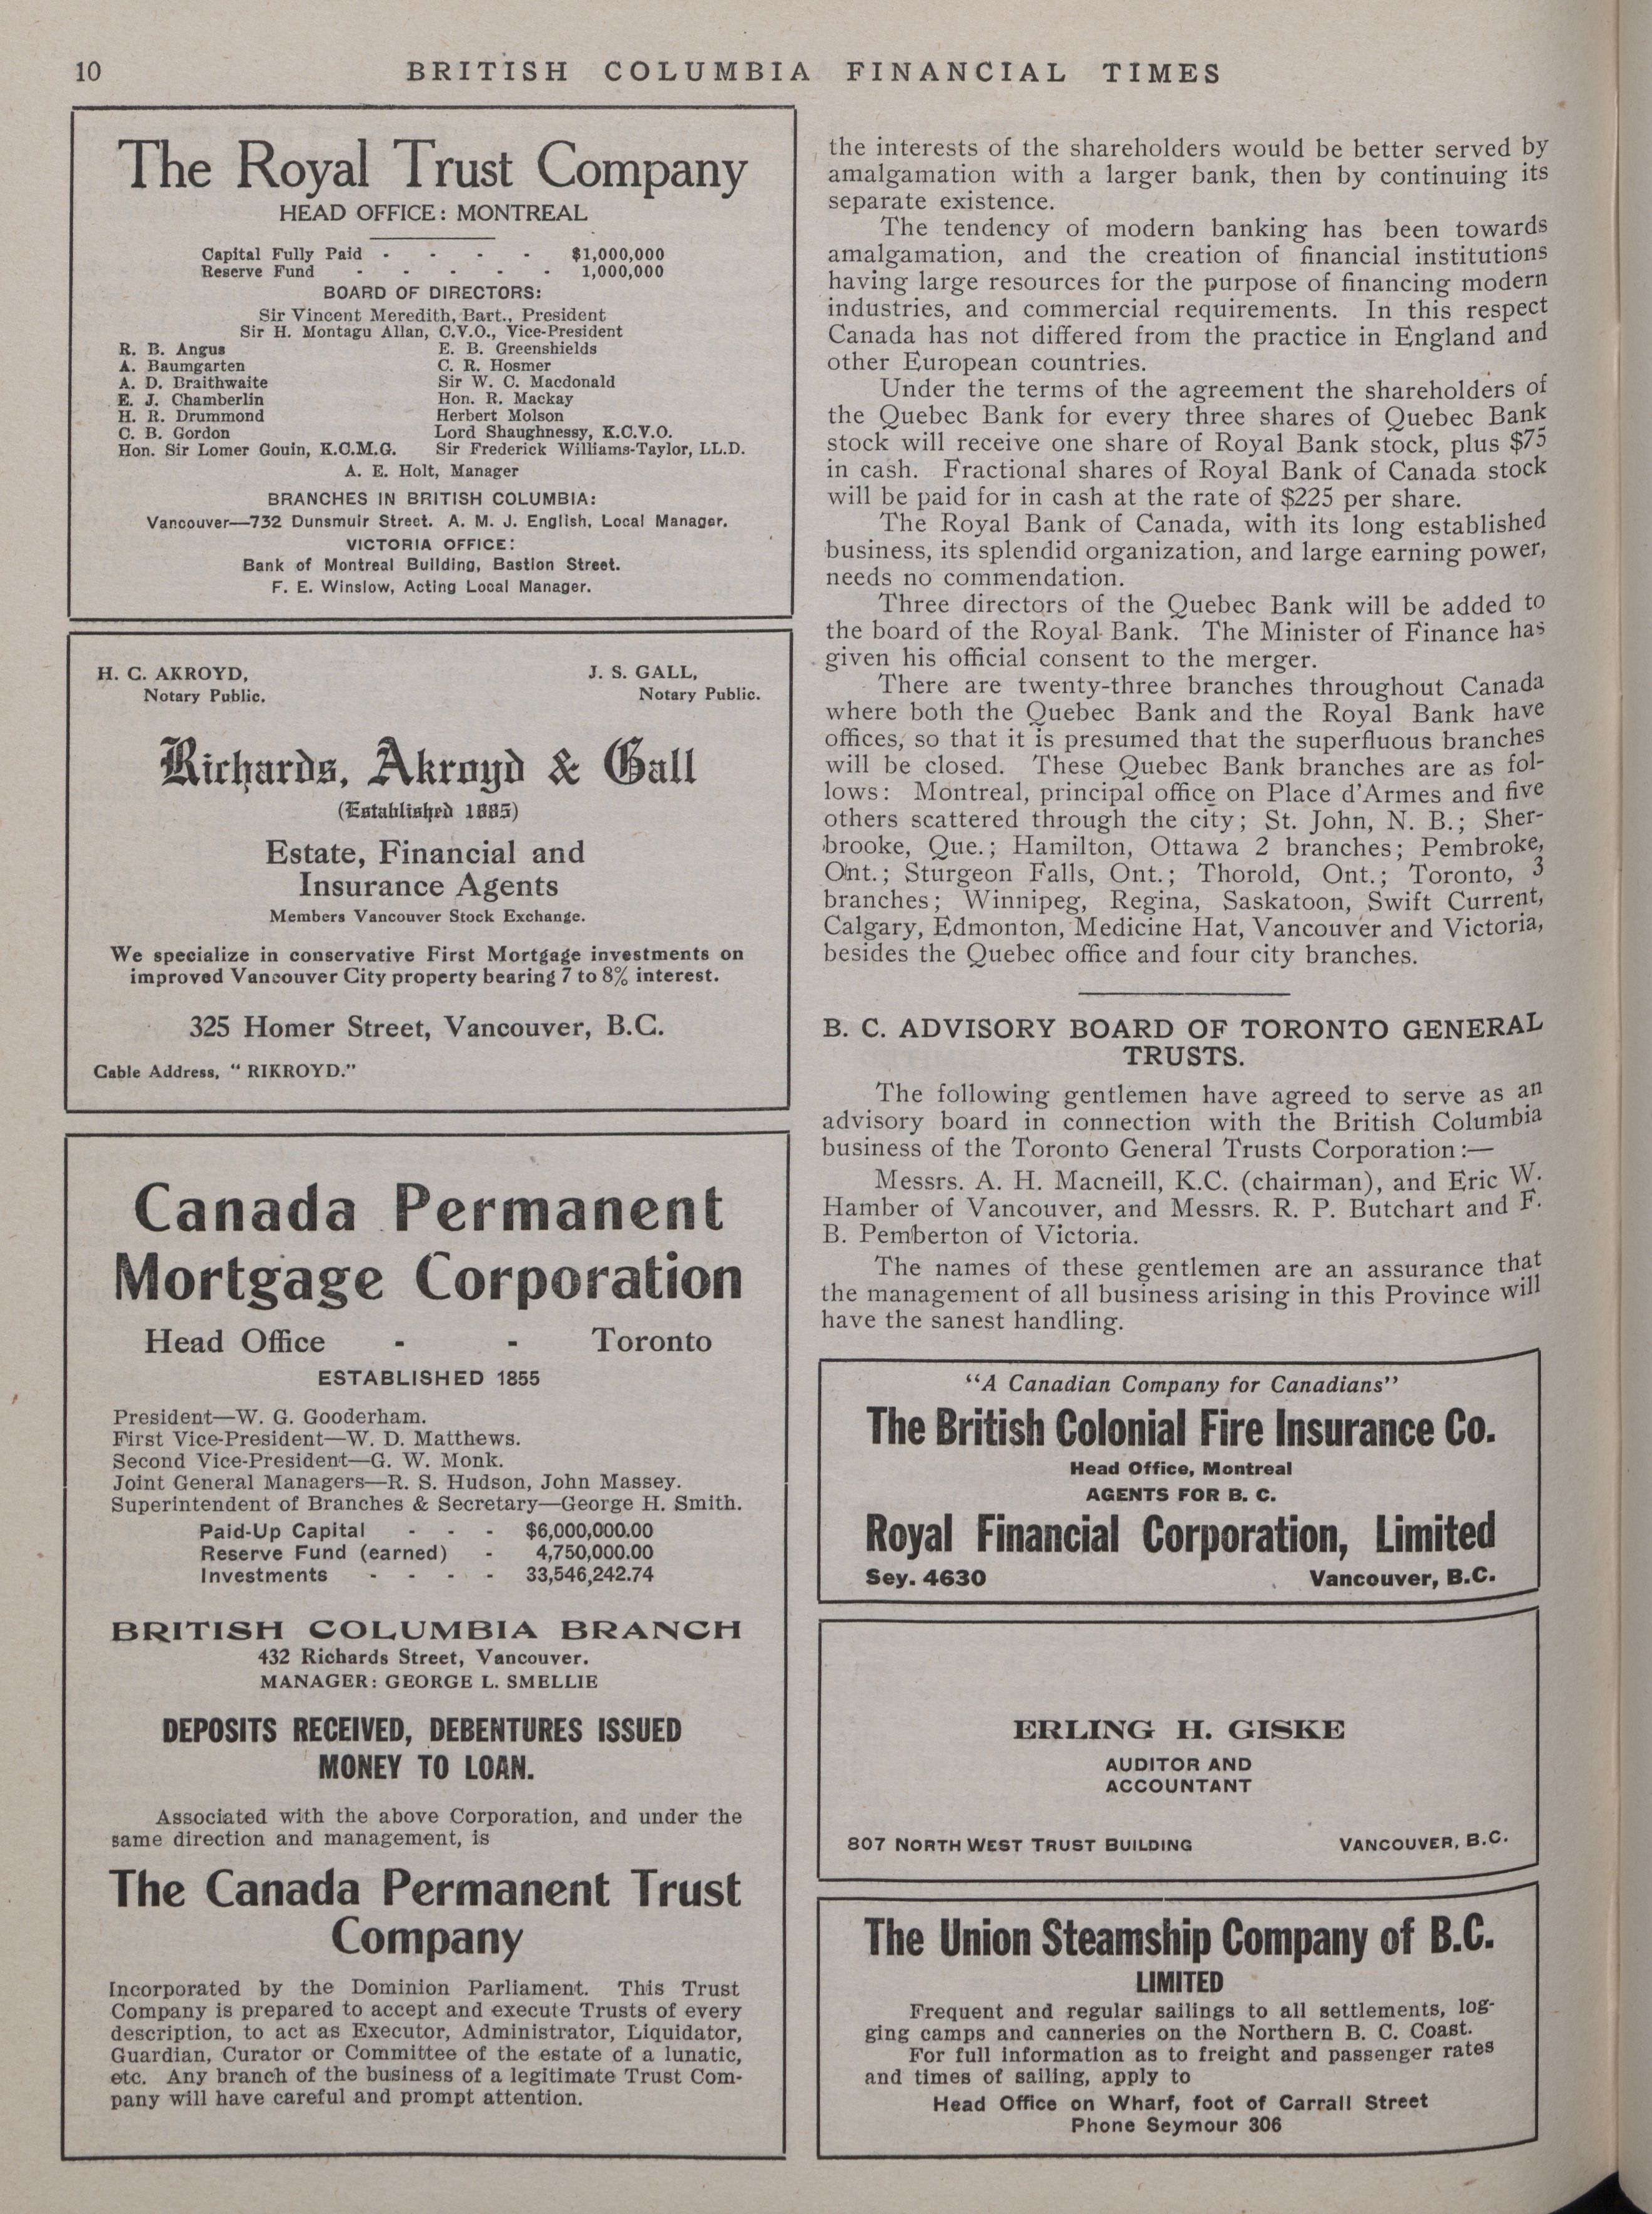 10
BRITISH COLUMBIA FINANCIAL TIMES
The Royal Trust Company
HEAD OFFICE: MONTREAL
Capital Fully Paid - - - - $1,000,000
Reserve Fund - - - - - 1,000,000
BOARD OF DIRECTORS:
Sir Vincent Meredith, Bart., President
Sir H. Montagu Allan, C.V.O., Vice-President
R. B. Angus E. B. Greenshields
A. Baumgarten C. R. Hosmer
A. D. Braithwaite Sir W. C. Macdonald
E. J. Chamberlin Hon. R. Mackay
H. R. Drummond Herbert Molson
C. B. Gordon Lord Shaughnessy, K.C.V.O.
Hon. Sir Lomer Gouin, K.C.M.G. Sir Frederick Williams-Taylor, LL.D.
A. E. Holt, Manager
BRANCHES IN BRITISH COLUMBIA:
Vancouver—732 Dunsmuir Street. A. M. J. English, Local Manager.
VICTORIA OFFICE:
Bank of Montreal Building, Bastion Street.
F. E. Winslow, Acting Local Manager.
H. C. AKROYD, J. S. GALL,
Notary Public. Notary Public.
Richards, Akroyd & Gall
(Established 1885)
Estate, Financial and
Insurance Agents
Members Vancouver Stock Exchange.
We specialize in conservative First Mortgage investments on
improved Vancouver City property bearing 7 to 8% interest.
325 Homer Street, Vancouver, B.C.
Cable Address, "RIKROYD."
Canada Permanent
Mortgage Corporation
Head Office - - Toronto
ESTABLISHED 1855
President—W. G. Gooderham.
First Vice-President—W. D. Matthews.
Second Vice-President—G. W. Monk.
Joint General Managers—R. S. Hudson, John Massey.
Superintendent of Branches & Secretary—George H. Smith.
Paid-Up Capital - - - $6,000,000.00
Reserve Fund (earned) - 4,750,000.00
Investments - - - - 33,546,242.74
BRITISH COLUMBIA BRANCH
432 Richards Street, Vancouver.
MANAGER: GEORGE L. SMELLIE
DEPOSITS RECEIVED, DEBENTURES ISSUED
MONEY TO LOAN.
Associated with the above Corporation, and under the
same direction and management, is
The Canada Permanent Trust
Company
Incorporated by the Dominion Parliament. This Trust
Company is prepared to accept and execute Trusts of every
description, to act as Executor, Administrator, Liquidator,
Guardian, Curator or Committee of the estate of a lunatic,
etc. Any branch of the business of a legitimate Trust Com-
pany will have careful and prompt attention.
the interests of the shareholders would be better served by
amalgamation with a larger bank, then by continuing its
separate existence.
The tendency of modern banking has been towards
amalgamation, and the creation of financial institutions
having large resources for the purpose of financing modern
industries, and commercial requirements. In this respect
Canada has not differed from the practice in England and
other European countries.
Under the terms of the agreement the shareholders of
the Quebec Bank for every three shares of Quebec Bank
stock will receive one share of Royal Bank stock, plus $75
in cash. Fractional shares of Royal Bank of Canada stock
will be paid for in cash at the rate of $225 per share.
The Royal Bank of Canada, with its long established
business, its splendid organization, and large earning power,
needs no commendation.
Three directors of the Quebec Bank will be added to
the board of the Royal Bank. The Minister of Finance has
given his official consent to the merger.
There are twenty-three branches throughout Canada
where both the Quebec Bank and the Royal Bank have
offices, so that it is presumed that the superfluous branches
will be closed. These Quebec Bank branches are as fol-
lows: Montreal, principal office on Place d'Armes and five
others scattered through the city; St. John, N. B.; Sher-
brooke, Que.; Hamilton, Ottawa 2 branches; Pembroke,
Ont.; Sturgeon Falls, Ont.; Thorold, Ont.; Toronto, 3
branches; Winnipeg, Regina, Saskatoon, Swift Current,
Calgary, Edmonton, Medicine Hat, Vancouver and Victoria,
besides the Quebec office and four city branches.
B. C. ADVISORY BOARD OF TORONTO GENERAL
TRUSTS.
The following gentlemen have agreed to serve as an
advisory board in connection with the British Columbia
business of the Toronto General Trusts Corporation:—
Messrs. A. H. Macneill, K.C. (chairman), and Eric W.
Hamber of Vancouver, and Messrs. R. P. Butchart and F.
B. Pemberton of Victoria.
The names of these gentlemen are an assurance that
the management of all business arising in this Province will
have the sanest handling.
"A Canadian Company for Canadians"
The British Colonial Fire Insurance Co.
Head Office, Montreal
AGENTS FOR B. C.
Royal Financial Corporation, Limited
Sey. 4630 Vancouver, B.C.
ERLING H. GISKE
AUDITOR AND
ACCOUNTANT
807 NORTH WEST TRUST BUILDING VANCOUVER, B.C.
The Union Steamship Company of B.C.
LIMITED
Frequent and regular sailings to all settlements, log-
ging camps and canneries on the Northern B. C. Coast.
For full information as to freight and passenger rates
and times of sailing, apply to
Head Office on Wharf, foot of Carrall Street
Phone Seymour 306